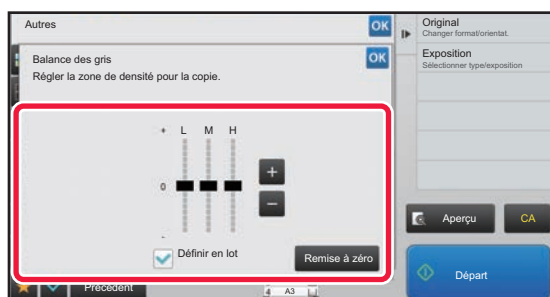 Autres
OK
Balance des gris
OK
Régler la zone de densité pour la copie.
+ L M H
0
-
+
−
Définir en lot
Remise à zéro
Précédent
4 A3
Original
Changer format/orientat.
Exposition
Sélectionner type/exposition
Aperçu
CA
Départ